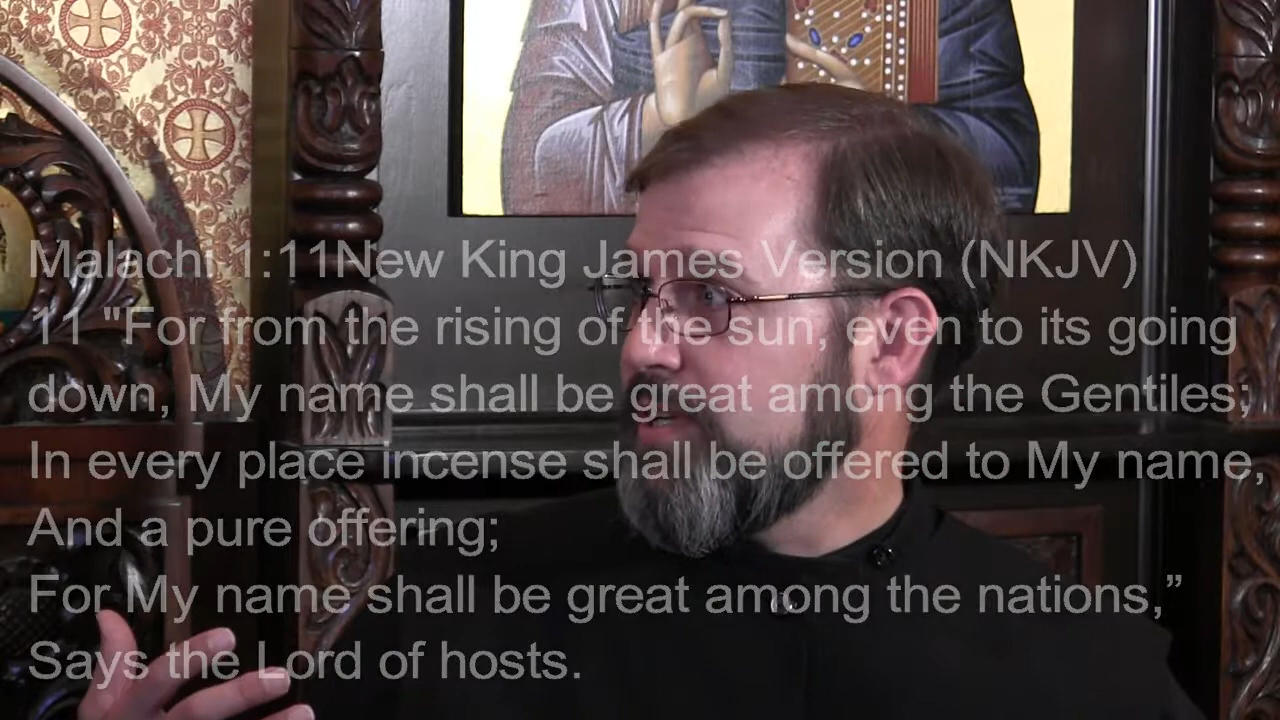 Malachi 1:11New King James Version (NKJV)
11 "For from the rising of the sun, even to its going
down, My name shall be great among the Gentiles;
In every place incense shall be offered to My name,
And a pure offering;
For My name shall be great among the nations,”
Says the Lord of hosts.